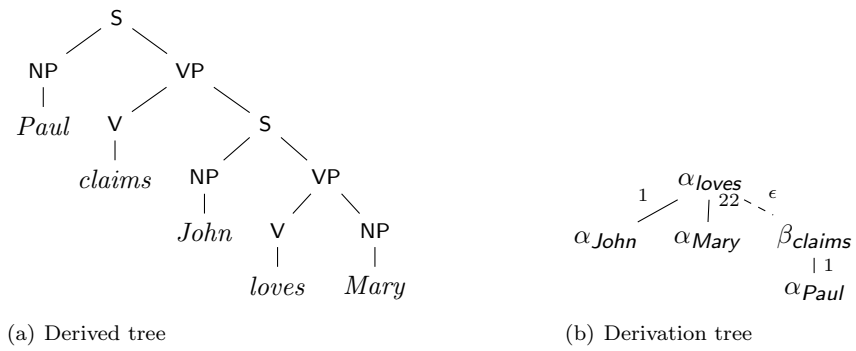 S
NP VP
Paul V S
claims NP VP
John V NP
loves Mary
(a) Derived tree
α loves
1 22 ϵ
α John α Mary β claims
1
α Paul
(b) Derivation tree